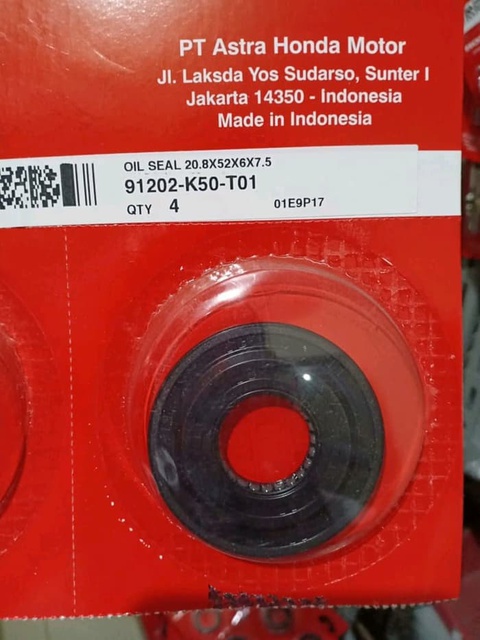 PT Astra Honda Motor
Jl. Laksda Yos Sudarso, Sunter I
Jakarta 14350 - Indonesia
Made in Indonesia
OIL SEAL 20.8X52X6X7.5
91202-K50-T01
QTY 4 01E9P17